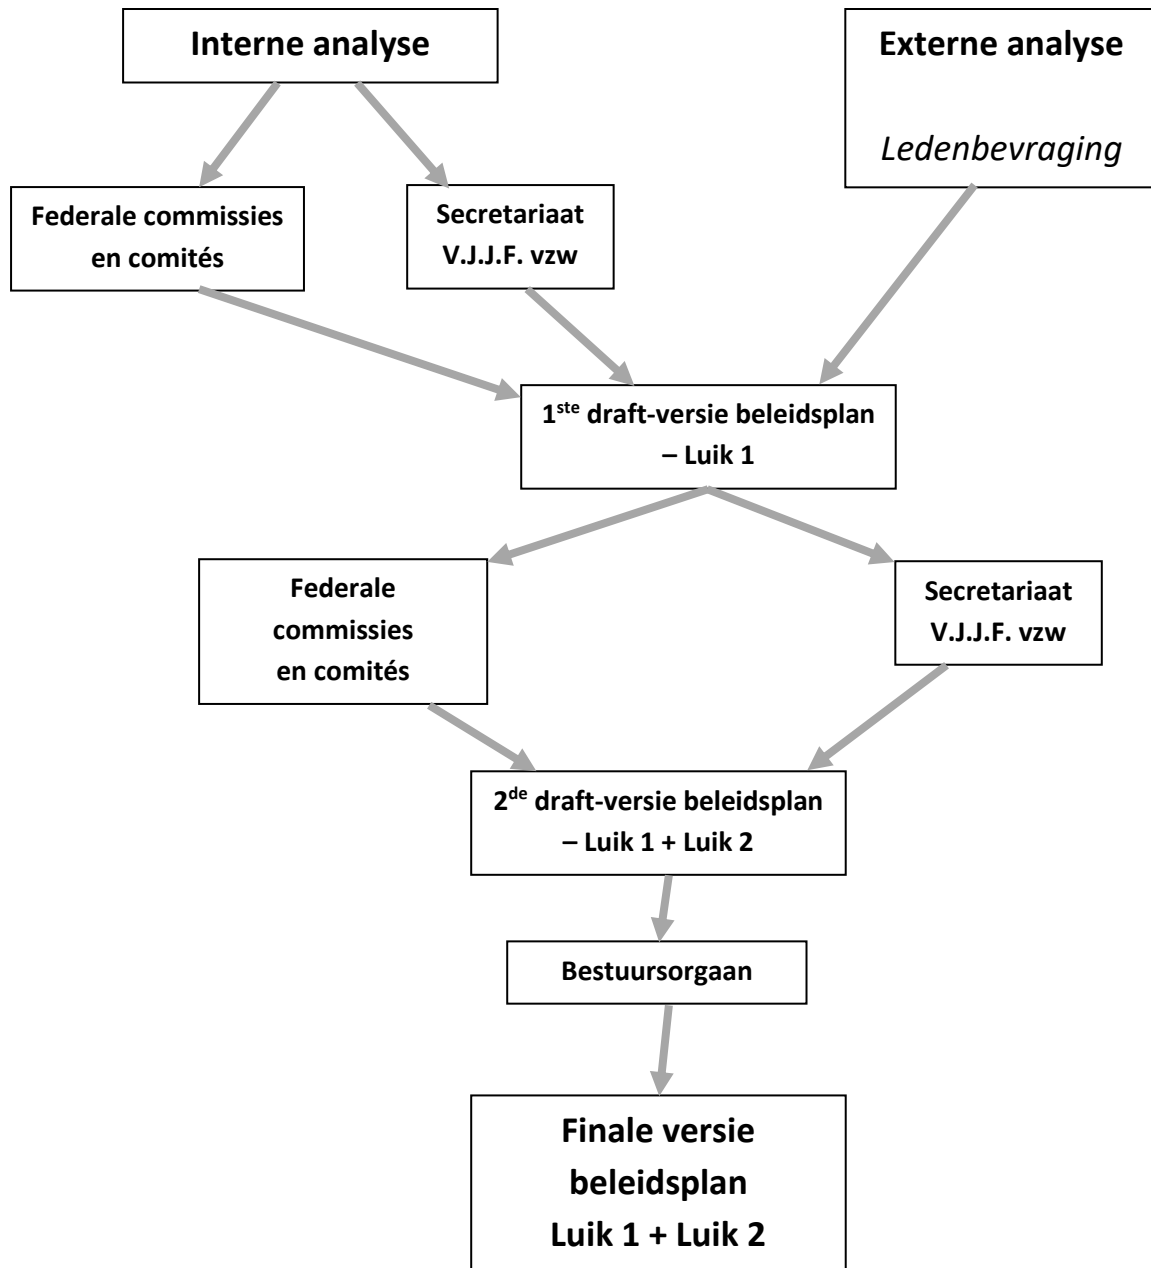 Interne analyse
Externe analyse
Ledenbevraging
Federale commissies
en comités
Secretariaat
V.J.J.F. vzw
1ste draft-versie beleidsplan
– Luik 1
Federale
commissies
en comités
Secretariaat
V.J.J.F. vzw
2de draft-versie beleidsplan
– Luik 1 + Luik 2
Bestuursorgaan
Finale versie
beleidsplan
Luik 1 + Luik 2